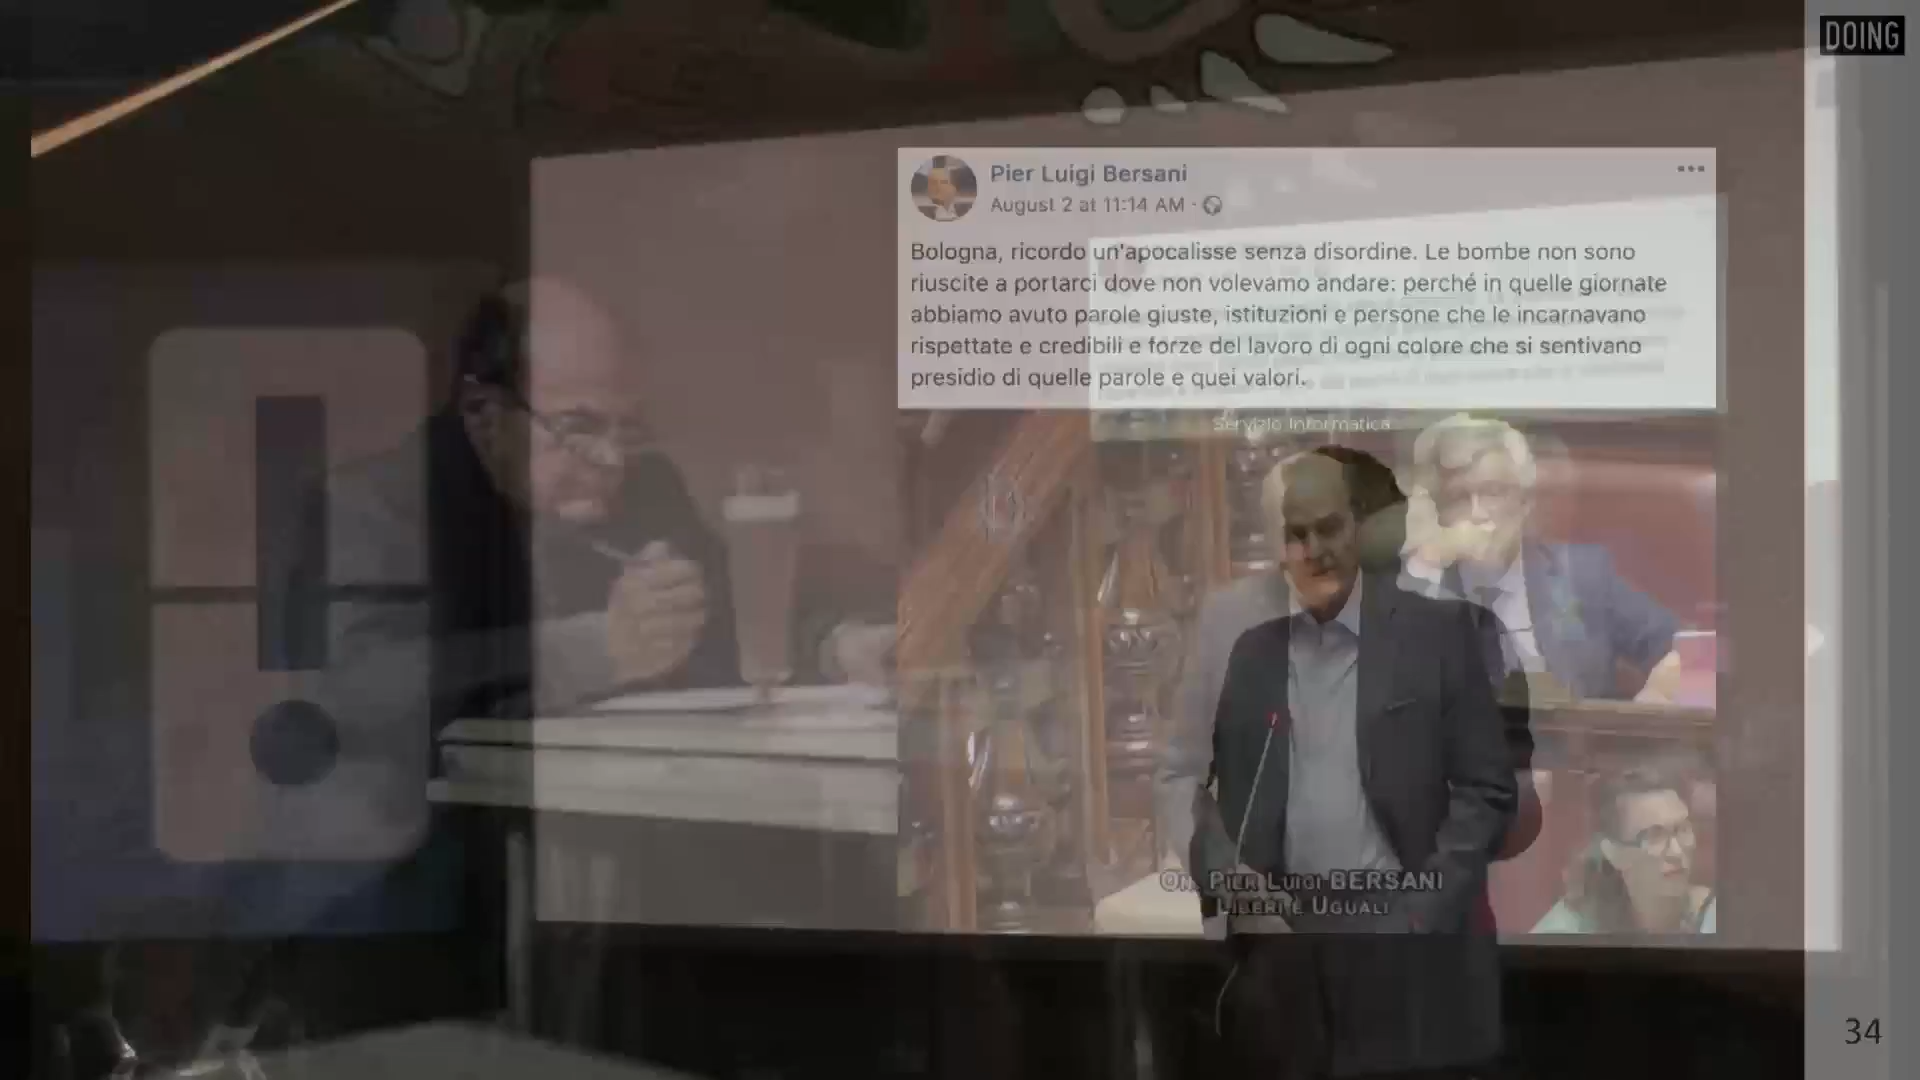 DOING
Pier Luigi Bersani
August 2 at 11:14 AM
Bologna, ricordo un'apocalisse senza disordine. Le bombe non sono
riuscite a portarci dove non volevamo andare: perché in quelle giornate
abbiamo avuto parole giuste, istituzioni e persone che le incarnavano
rispettate e credibili e forze del lavoro di ogni colore che si sentivano
presidio di quelle parole e quei valori.
Servizio Informatica
On. Pier Luigi BERSANI
Liberi e Uguali
34